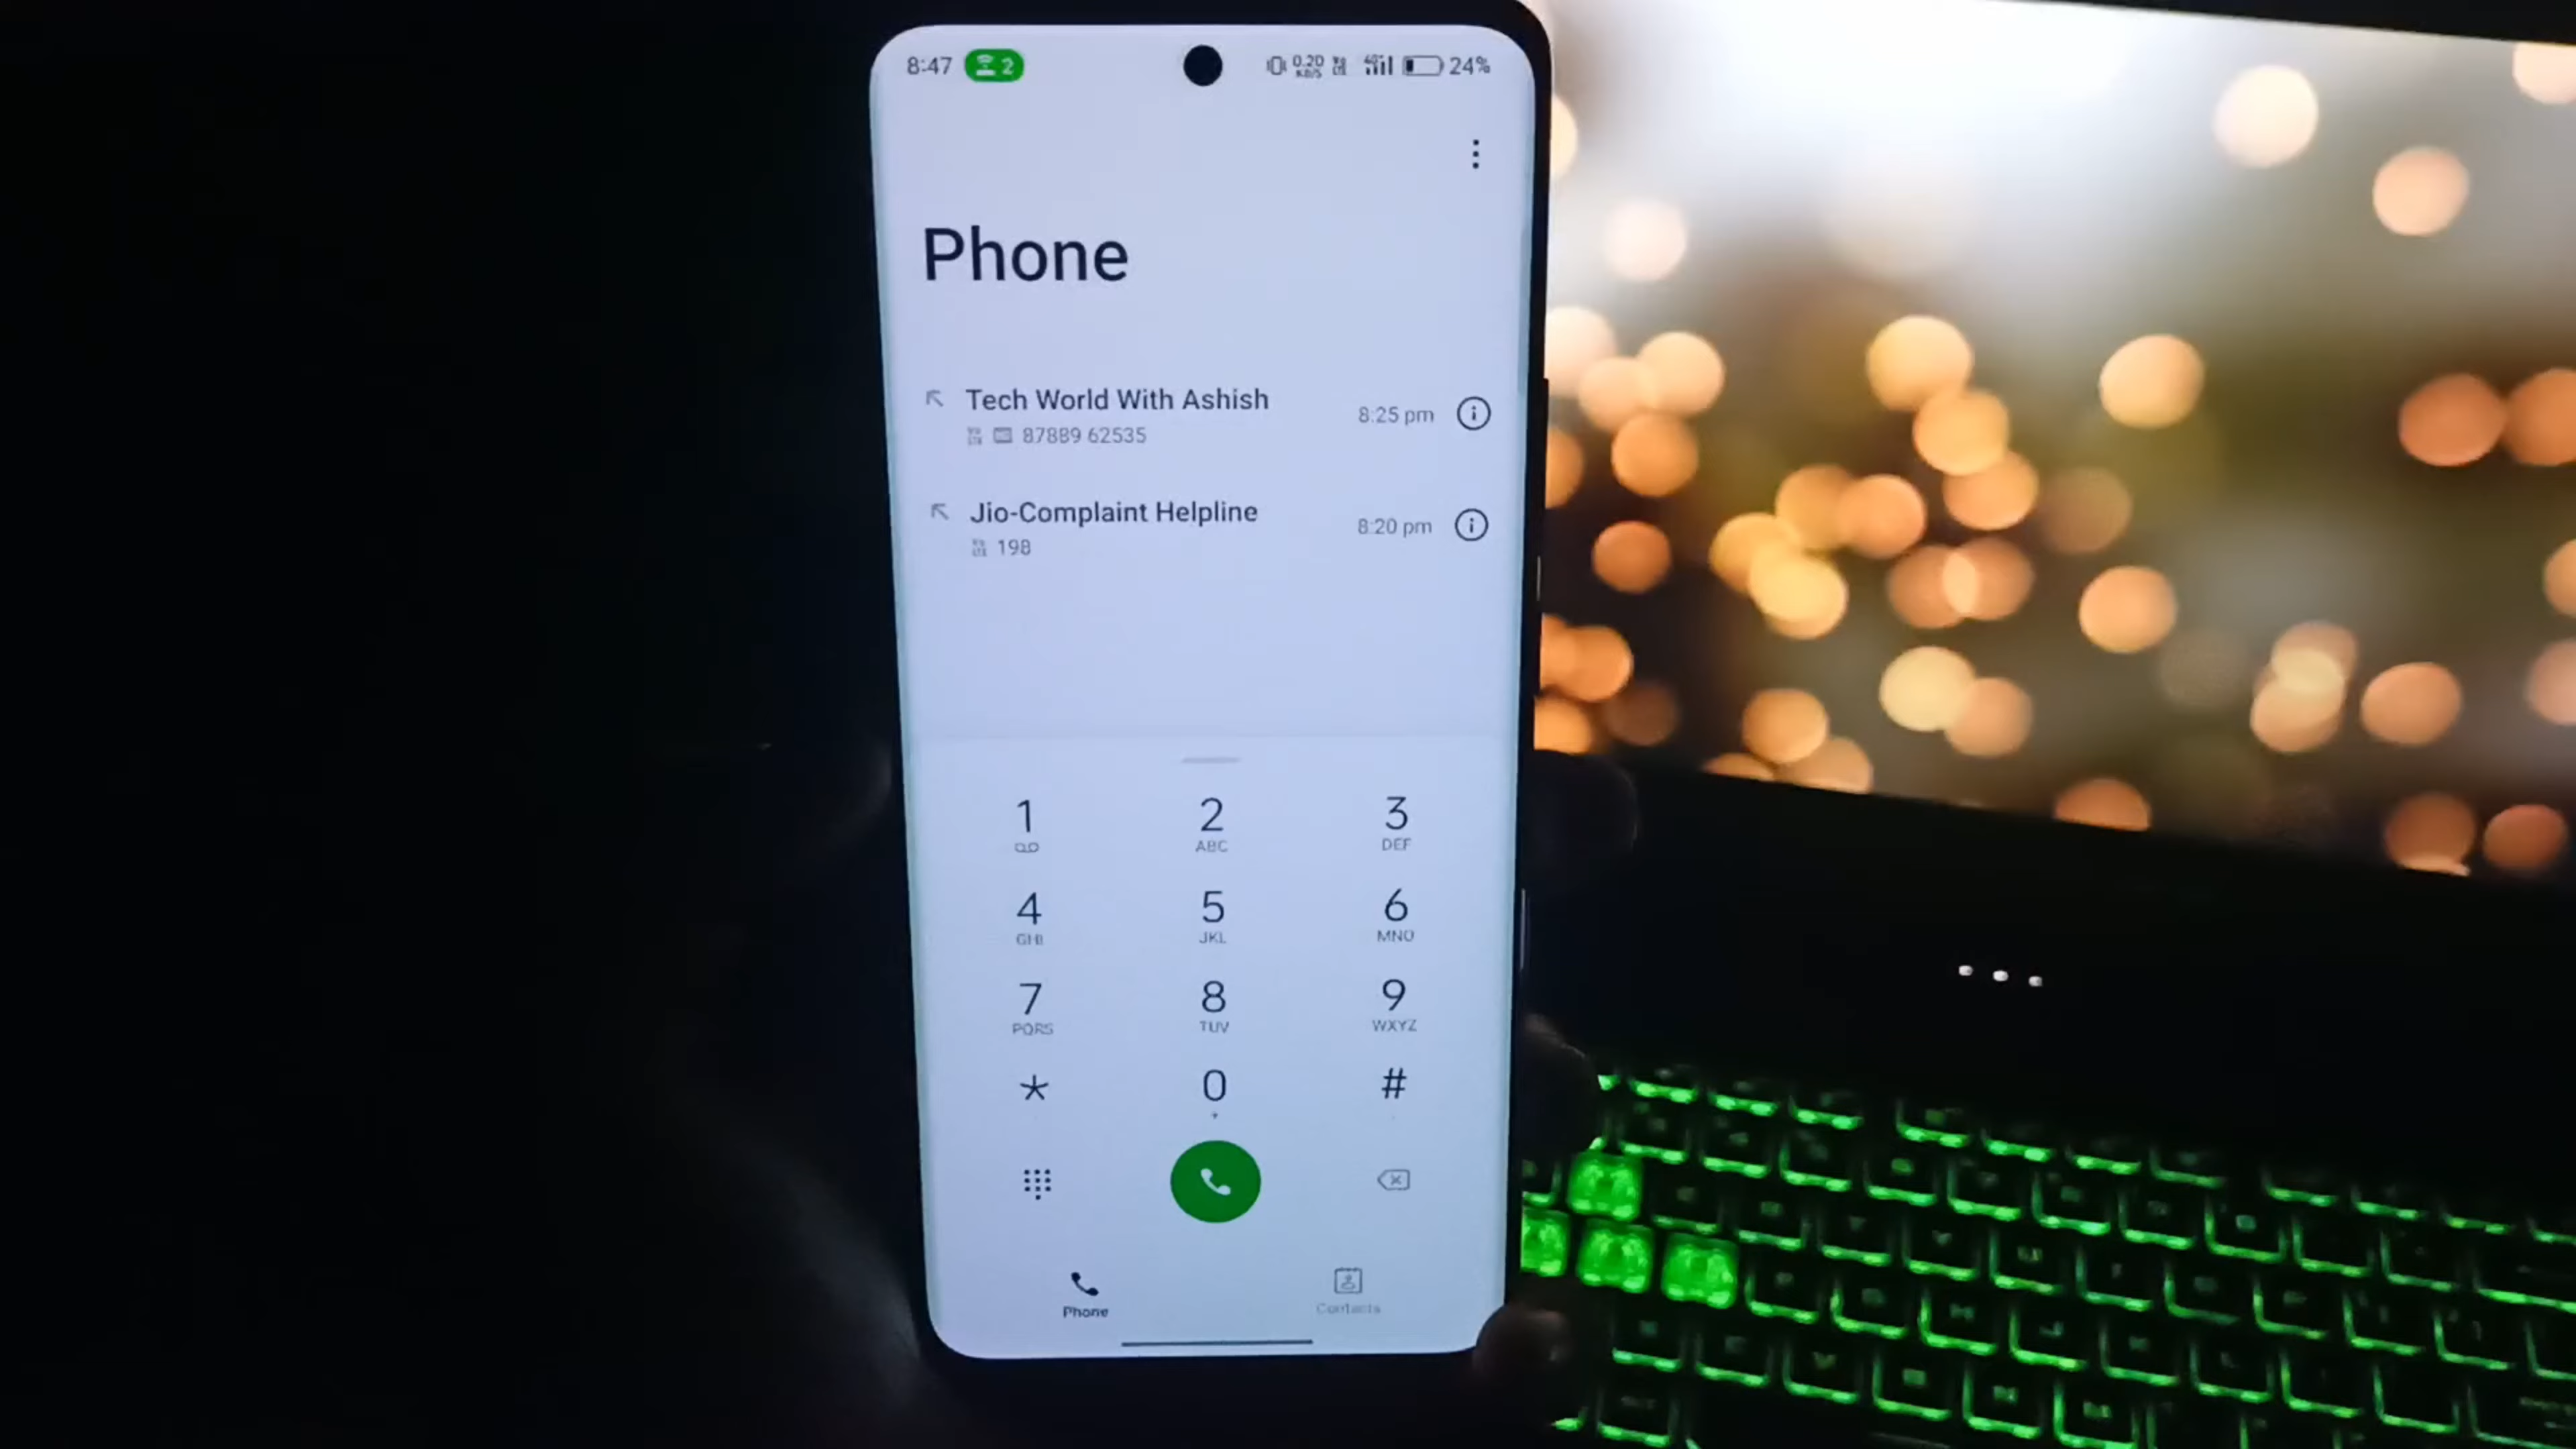 8:47 2 0.20 KB/S 24%
Phone
Tech World With Ashish
87889 62535
8:25 pm
Jio-Complaint Helpline
198
8:20 pm
1 2 3
ABC DEF
4 5 6
GHI JKL MNO
7 8 9
PQRS TUV WXYZ
* 0 #
+
Phone Contacts